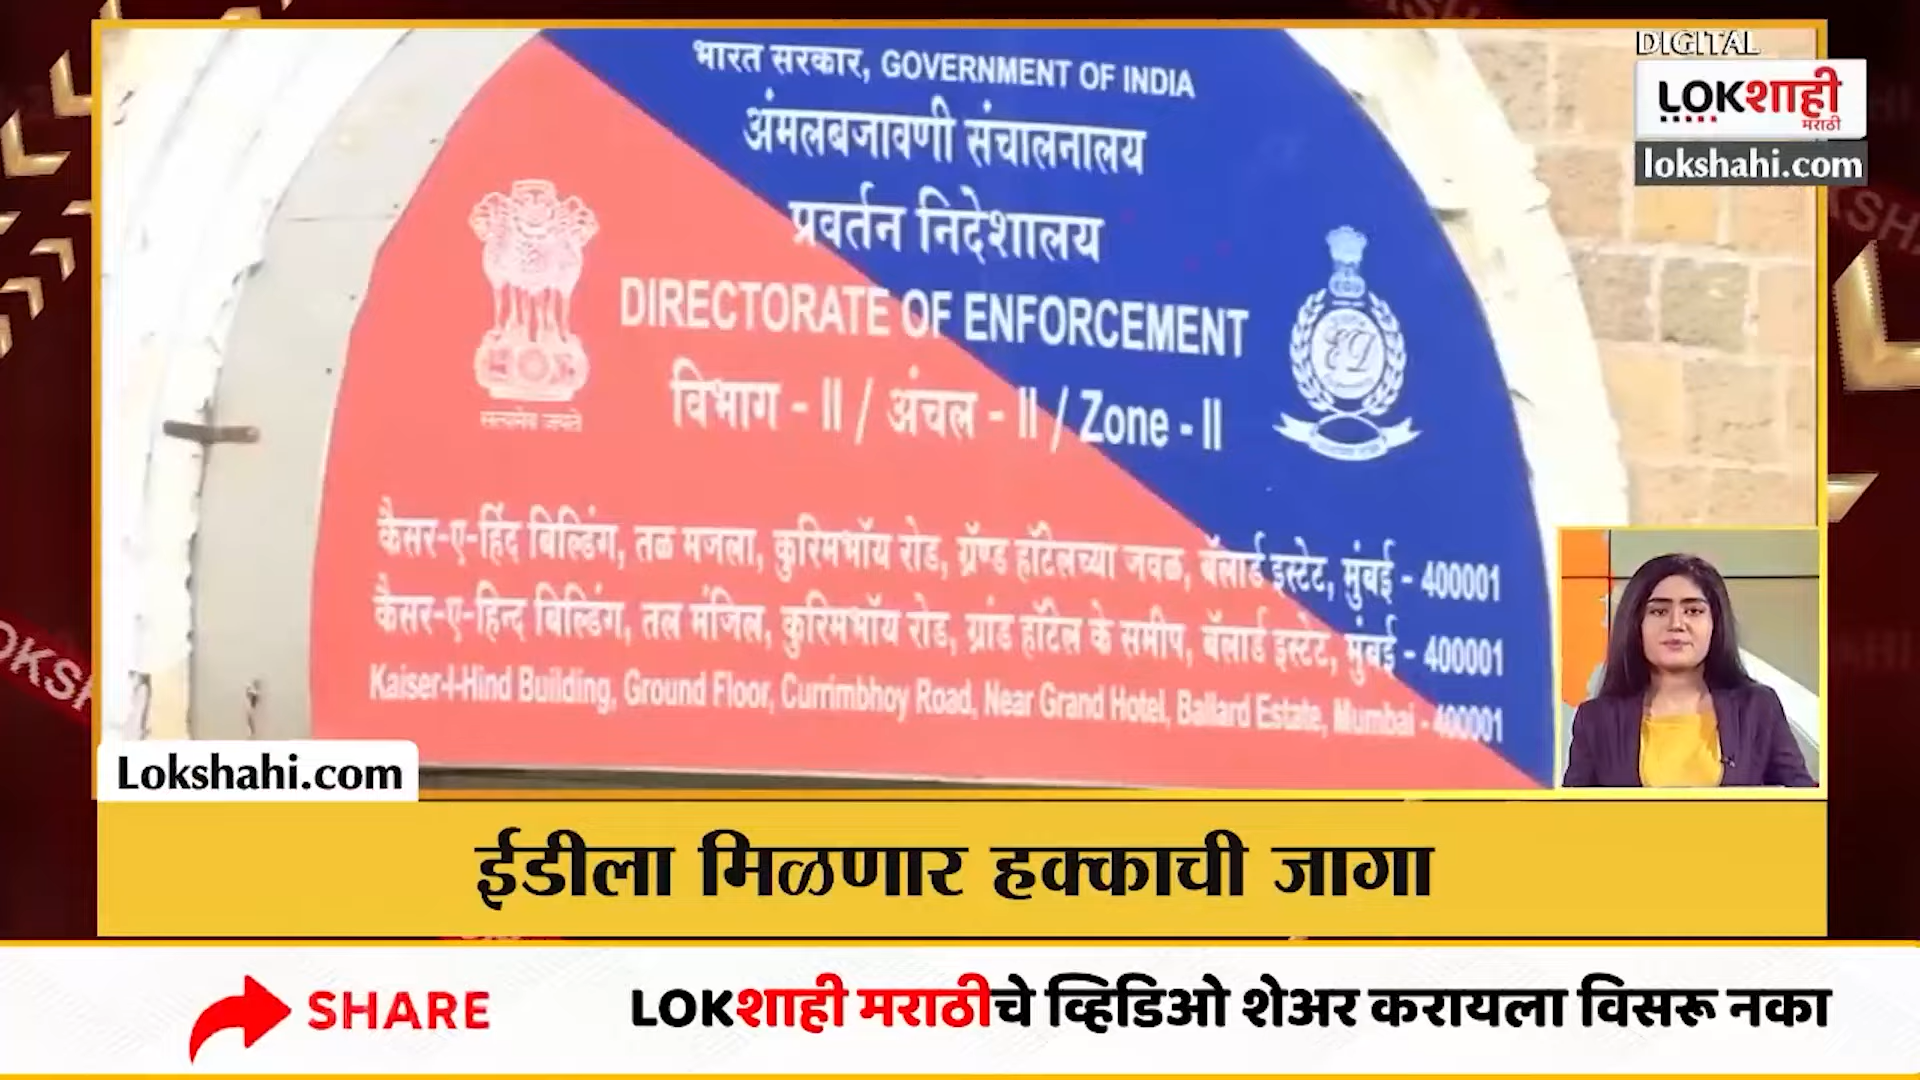 DIGITAL
LOKशाही
मराठी
lokshahi.com
भारत सरकार, GOVERNMENT OF INDIA
अंमलबजावणी संचालनालय
प्रवर्तन निदेशालय
DIRECTORATE OF ENFORCEMENT
विभाग - II / अंचल - II / Zone - II
सत्यमेव जयते
कैसर-ए-हिंद बिल्डिंग, तळ मजला, कुरिमभॉय रोड, ग्रॅण्ड हॉटेलच्या जवळ, बॅलार्ड इस्टेट, मुंबई - 400001
कैसर-ए-हिन्द बिल्डिंग, तल मंजिल, कुरिमभॉय रोड, ग्रांड हॉटेल के समीप, बॅलार्ड इस्टेट, मुंबई - 400001
Kaiser-I-Hind Building, Ground Floor, Currimbhoy Road, Near Grand Hotel, Ballard Estate, Mumbai - 400001
Lokshahi.com
ईडीला मिळणार हक्काची जागा
SHARE
LOKशाही मराठीचे व्हिडिओ शेअर करायला विसरू नका